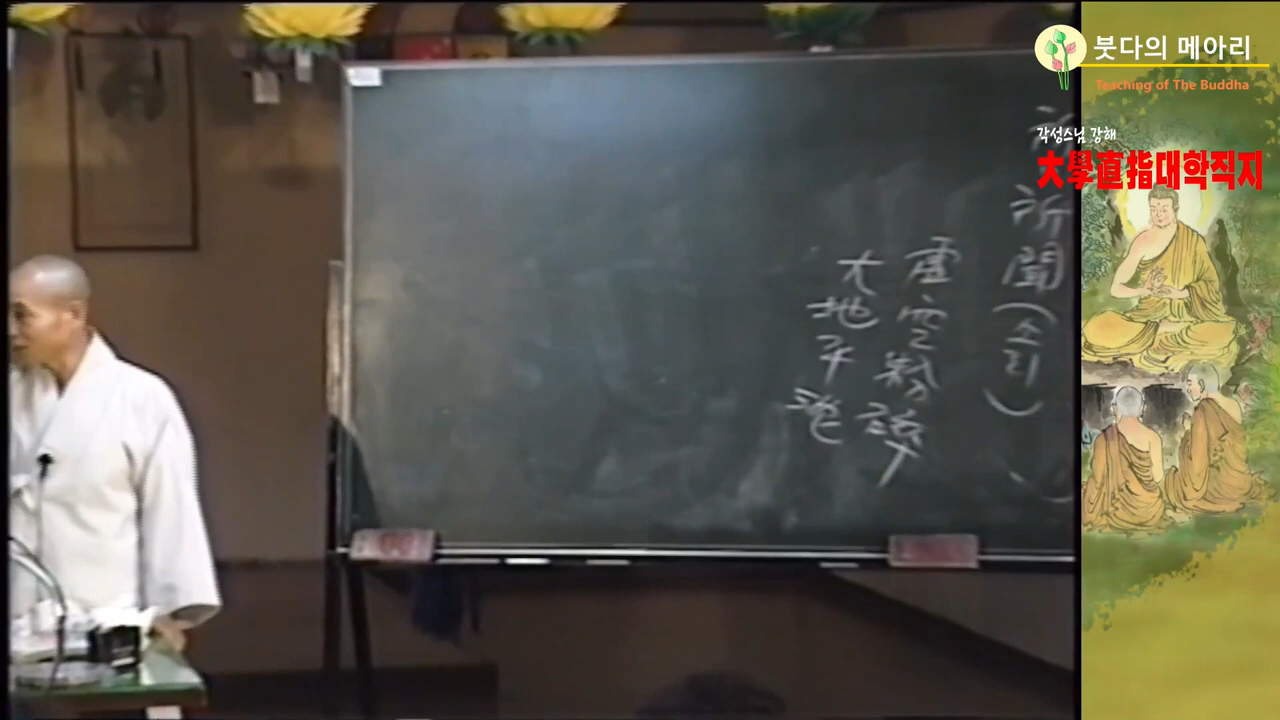 붓다의 메아리
Teaching of The Buddha
각성스님 강해
大學直指대학직지
所聞(소리)
虛空粉碎
大地平沈